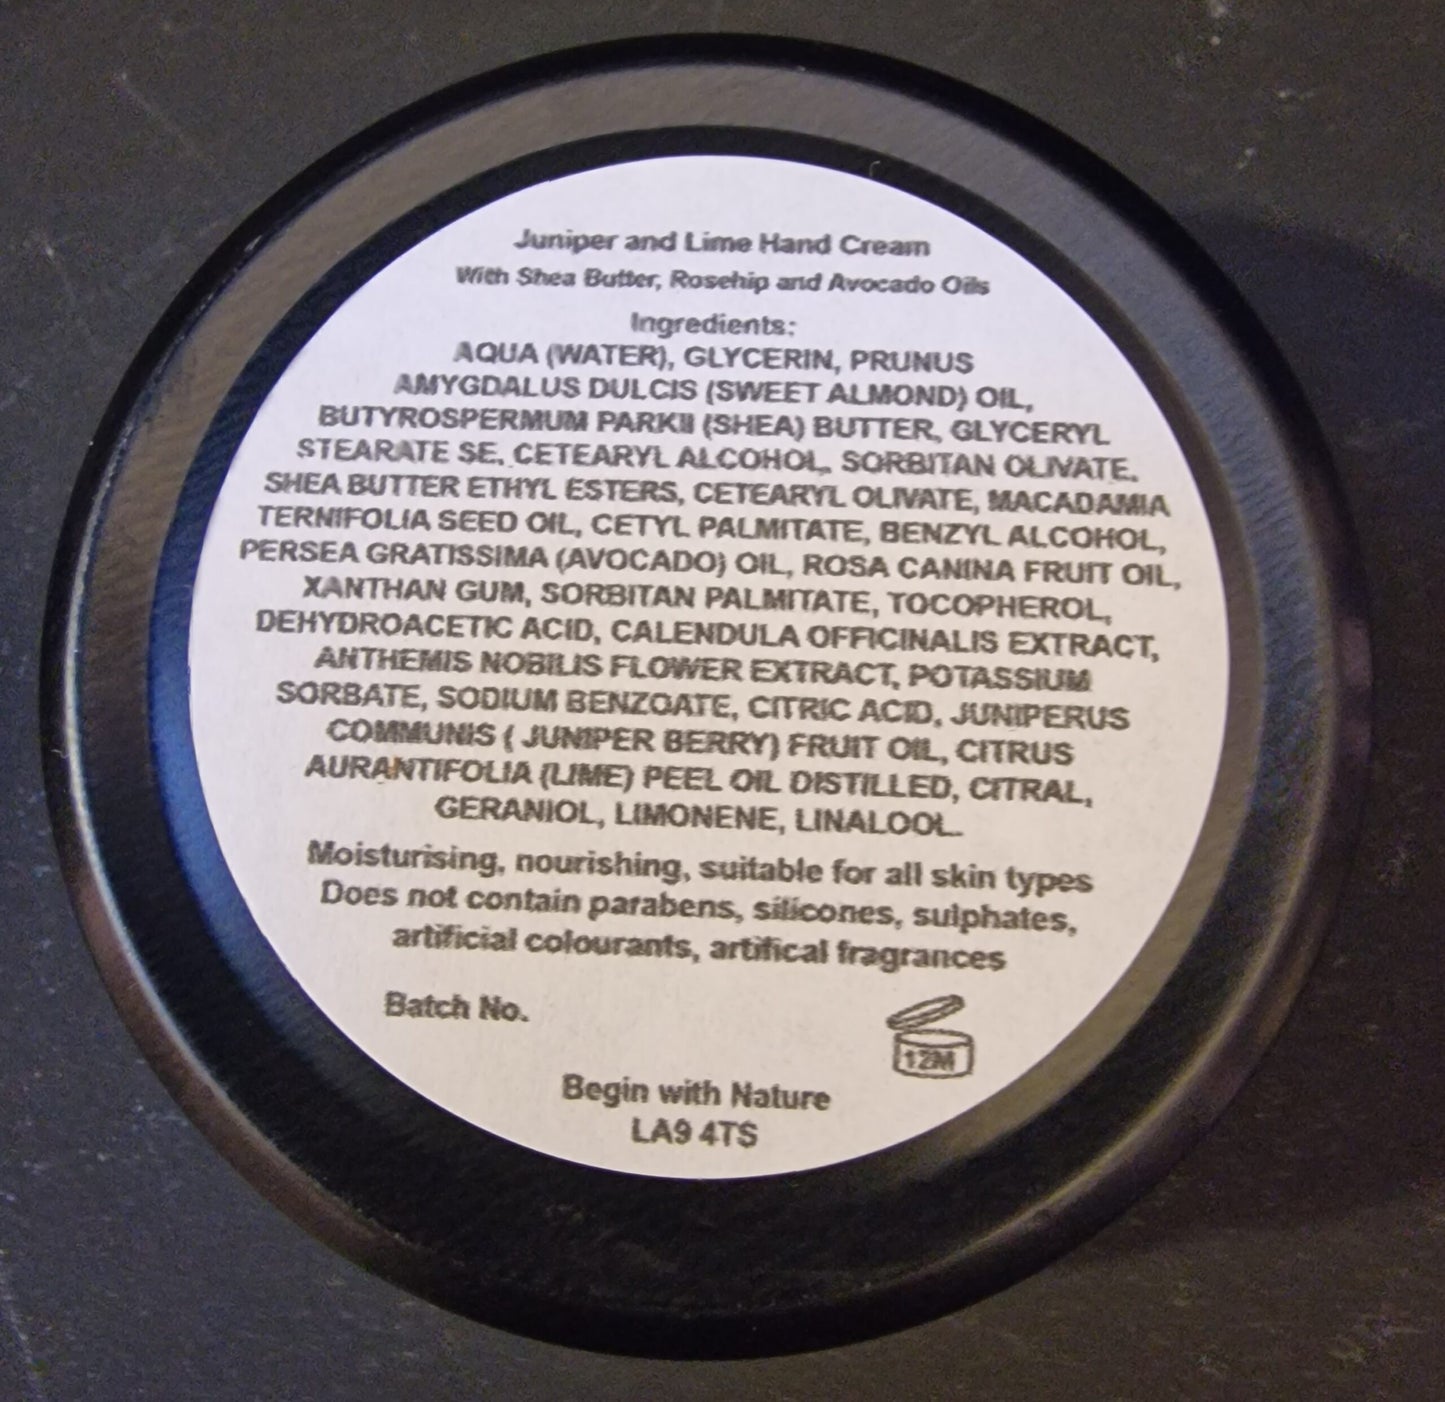 Juniper and Lime Hand Cream
With Shea Butter, Rosehip and Avocado Oils
Ingredients:
AQUA (WATER), GLYCERIN, PRUNUS
AMYGDALUS DULCIS (SWEET ALMOND) OIL,
BUTYROSPERMUM PARKII (SHEA) BUTTER, GLYCERYL
STEARATE SE, CETEARYL ALCOHOL, SORBITAN OLIVATE,
SHEA BUTTER ETHYL ESTERS, CETEARYL OLIVATE, MACADAMIA
TERNIFOLIA SEED OIL, CETYL PALMITATE, BENZYL ALCOHOL,
PERSEA GRATISSIMA (AVOCADO) OIL, ROSA CANINA FRUIT OIL,
XANTHAN GUM, SORBITAN PALMITATE, TOCOPHEROL,
DEHYDROACETIC ACID, CALENDULA OFFICINALIS EXTRACT,
ANTHEMIS NOBILIS FLOWER EXTRACT, POTASSIUM
SORBATE, SODIUM BENZOATE, CITRIC ACID, JUNIPERUS
COMMUNIS ( JUNIPER BERRY) FRUIT OIL, CITRUS
AURANTIFOLIA (LIME) PEEL OIL DISTILLED, CITRAL,
GERANIOL, LIMONENE, LINALOOL.
Moisturising, nourishing, suitable for all skin types
Does not contain parabens, silicones, sulphates,
artificial colourants, artifical fragrances
Batch No.
12M
Begin with Nature
LA9 4TS